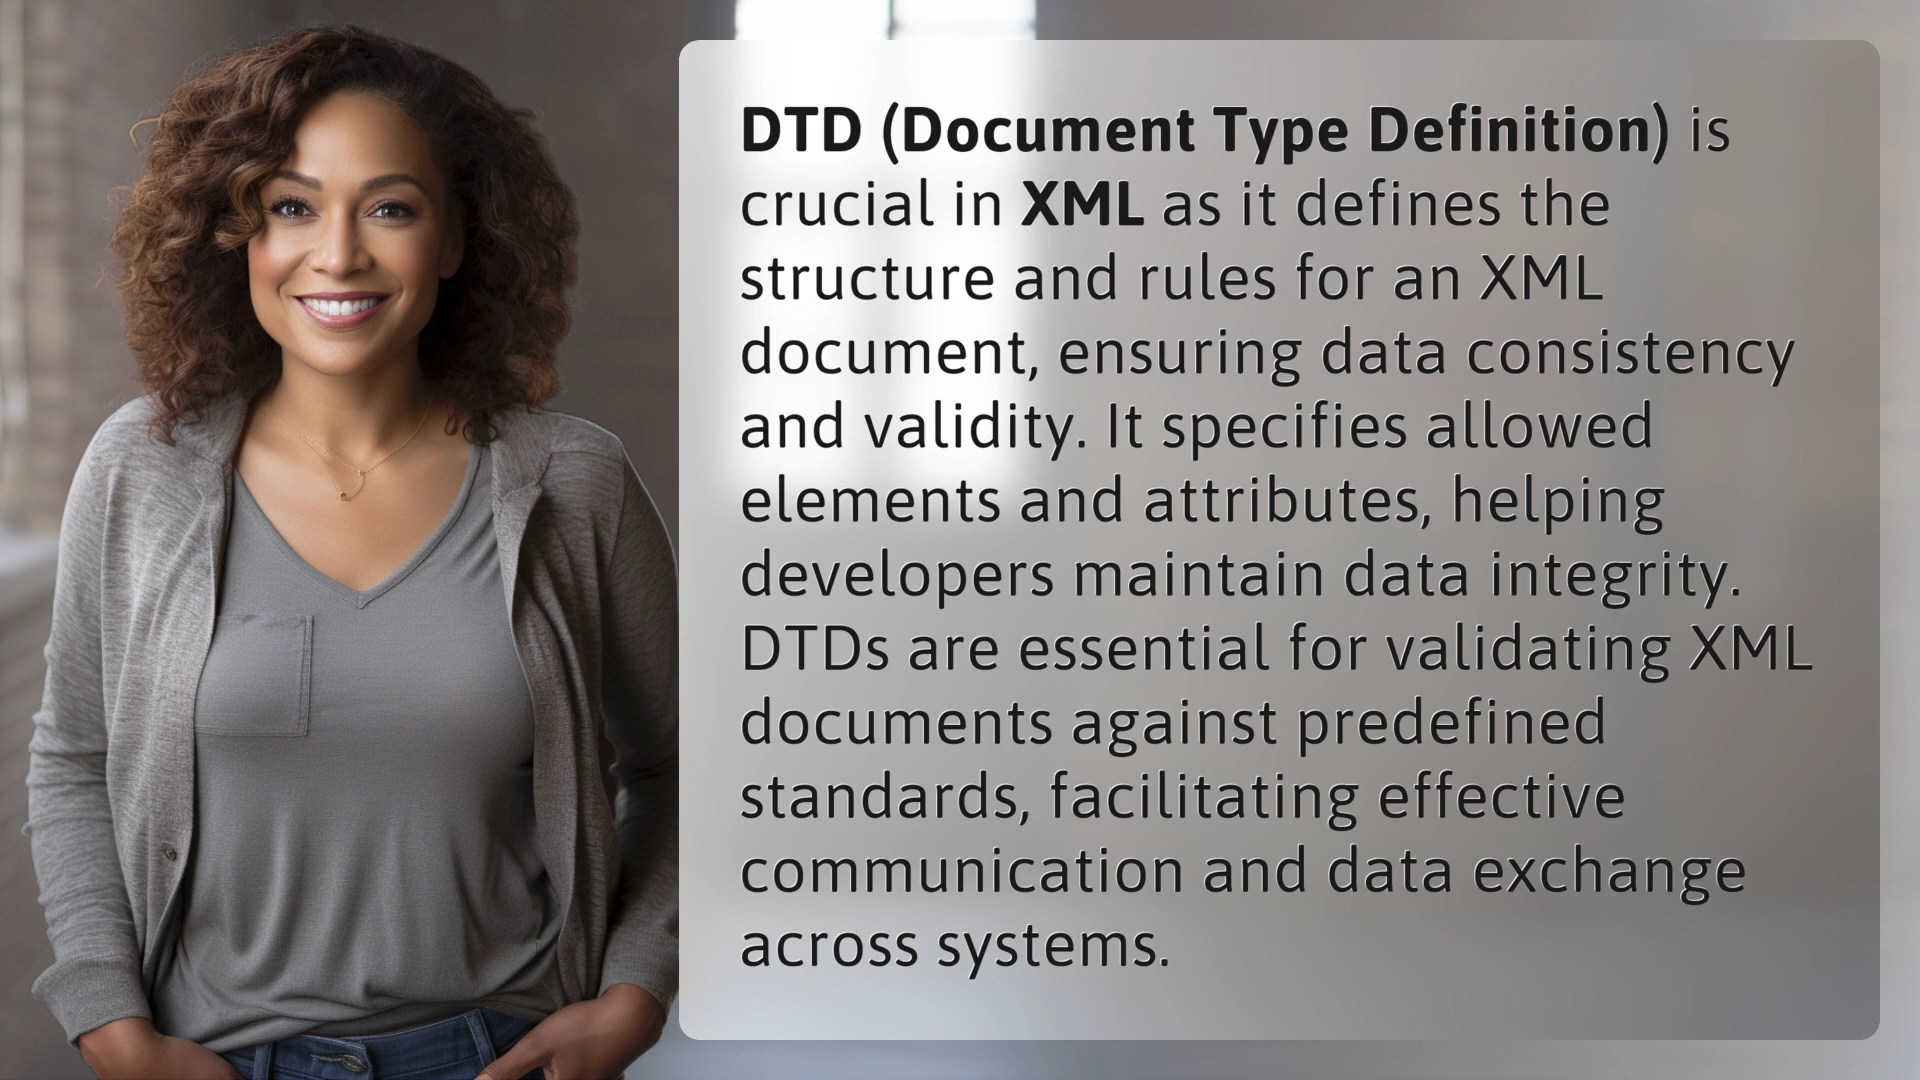 DTD (Document Type Definition) is
crucial in XML as it defines the
structure and rules for an XML
document, ensuring data consistency
and validity. It specifies allowed
elements and attributes, helping
developers maintain data integrity.
DTDs are essential for validating XML
documents against predefined
standards, facilitating effective
communication and data exchange
across systems.